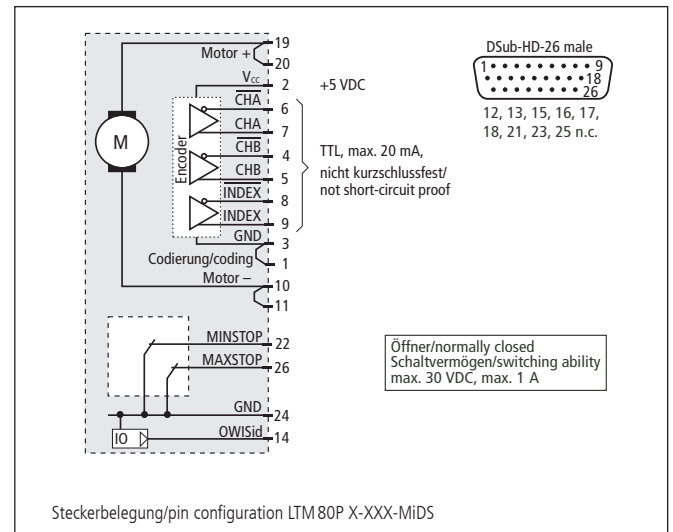 Motor + 19
20
V_CC 2 +5 VDC
C̅H̅A̅ 6
CHA 7
C̅H̅B̅ 4
CHB 5
I̅N̅D̅E̅X̅ 8
INDEX 9
GND 3
Codierung/coding 1
Motor – 10
11
M
Encoder
TTL, max. 20 mA,
nicht kurzschlussfest/
not short-circuit proof
DSub-HD-26 male
1 9
18
26
12, 13, 15, 16, 17,
18, 21, 23, 25 n.c.
MINSTOP 22
MAXSTOP 26
GND 24
IO OWISid 14
Öffner/normally closed
Schaltvermögen/switching ability
max. 30 VDC, max. 1 A
Steckerbelegung/pin configuration LTM 80P X-XXX-MiDS